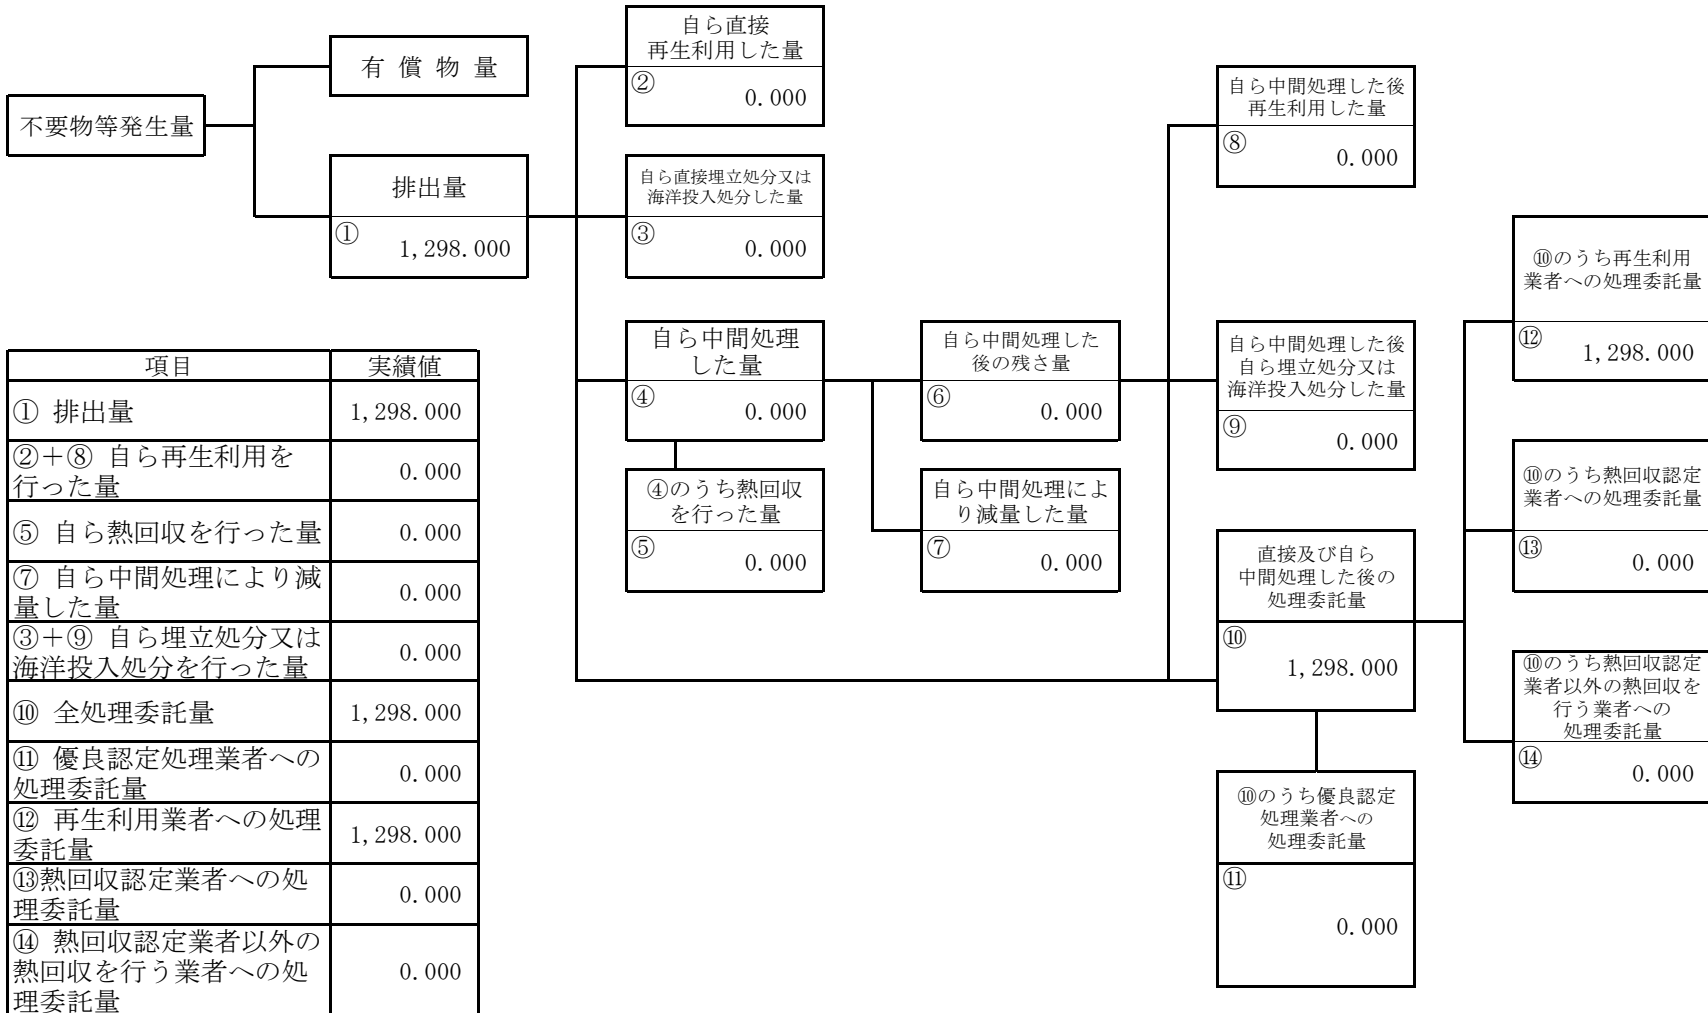 不要物等発生量
有 償 物 量
排出量
① 1,298.000
自ら直接
再生利用した量
② 0.000
自ら直接埋立処分又は
海洋投入処分した量
③ 0.000
自ら中間処理
した量
④ 0.000
④のうち熱回収
を行った量
⑤ 0.000
自ら中間処理した
後の残さ量
⑥ 0.000
自ら中間処理によ
り減量した量
⑦ 0.000
自ら中間処理した後
再生利用した量
⑧ 0.000
自ら中間処理した後
自ら埋立処分又は
海洋投入処分した量
⑨ 0.000
直接及び自ら
中間処理した後の
処理委託量
⑩ 1,298.000
⑩のうち優良認定
処理業者への
処理委託量
⑪ 0.000
⑩のうち再生利用
業者への処理委託量
⑫ 1,298.000
⑩のうち熱回収認定
業者への処理委託量
⑬ 0.000
⑩のうち熱回収認定
業者以外の熱回収を
行う業者への
処理委託量
⑭ 0.000
項目 実績値
① 排出量 1,298.000
②+⑧ 自ら再生利用を
行った量 0.000
⑤ 自ら熱回収を行った量 0.000
⑦ 自ら中間処理により減
量した量 0.000
③+⑨ 自ら埋立処分又は
海洋投入処分を行った量 0.000
⑩ 全処理委託量 1,298.000
⑪ 優良認定処理業者への
処理委託量 0.000
⑫ 再生利用業者への処理
委託量 1,298.000
⑬熱回収認定業者への処
理委託量 0.000
⑭ 熱回収認定業者以外の
熱回収を行う業者への処
理委託量 0.000